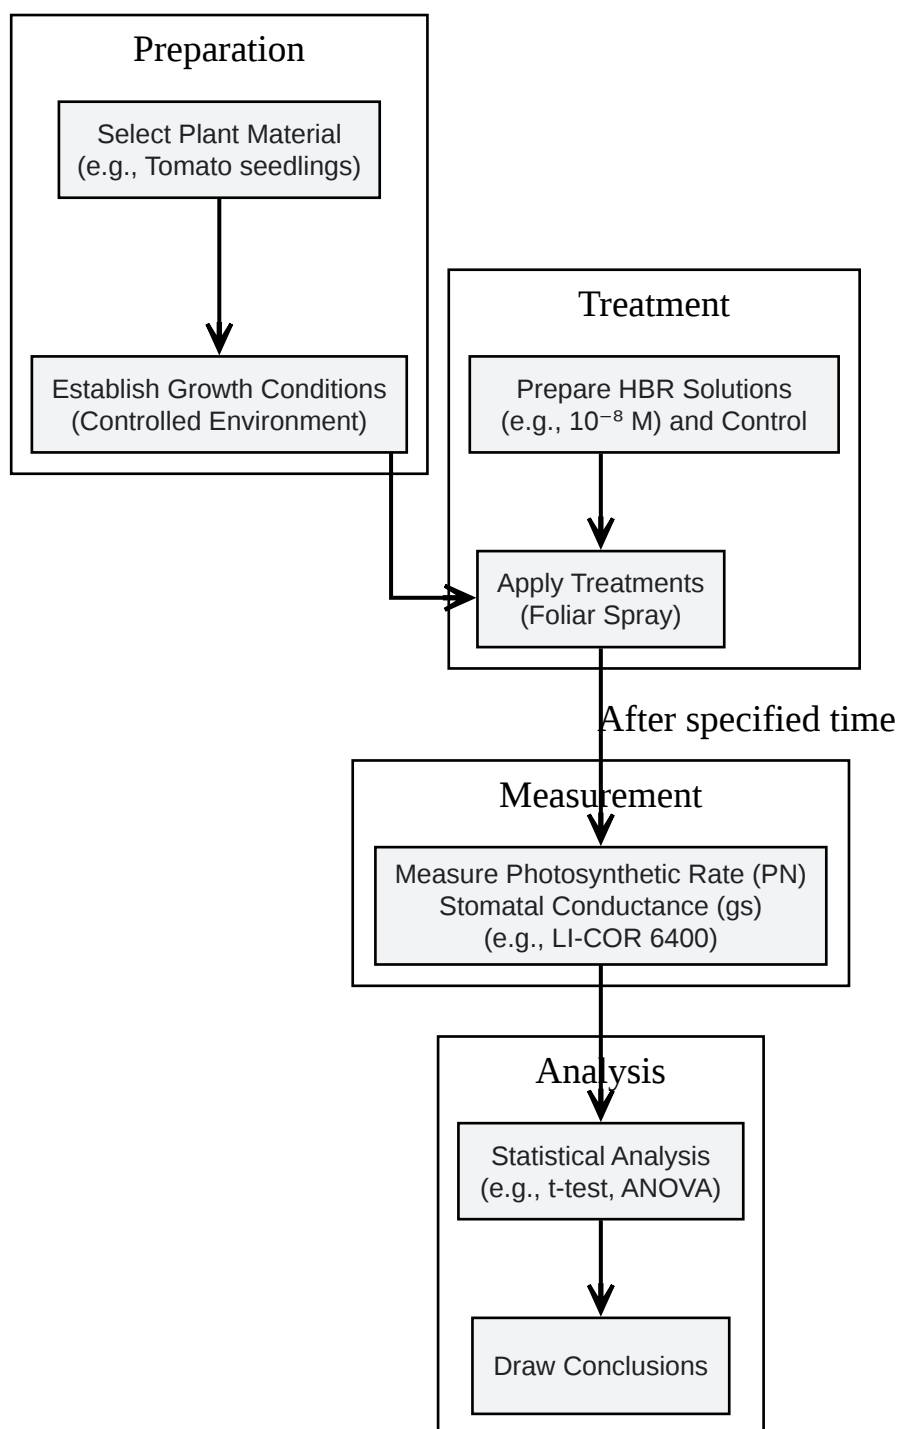 Preparation
Select Plant Material
(e.g., Tomato seedlings)
Establish Growth Conditions
(Controlled Environment)
Treatment
Prepare HBR Solutions
(e.g., 10⁻⁸ M) and Control
Apply Treatments
(Foliar Spray)
After specified time
Measurement
Measure Photosynthetic Rate (PN)
Stomatal Conductance (gs)
(e.g., LI-COR 6400)
Analysis
Statistical Analysis
(e.g., t-test, ANOVA)
Draw Conclusions